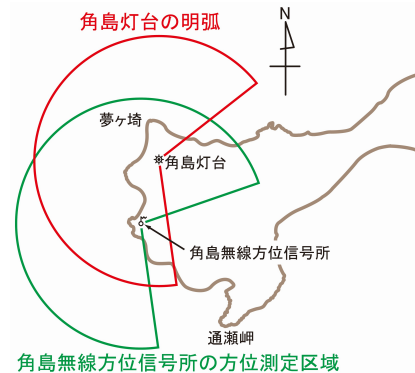 角島灯台の明弧
N
夢ヶ埼
角島灯台
角島無線方位信号所
通瀬岬
角島無線方位信号所の方位測定区域